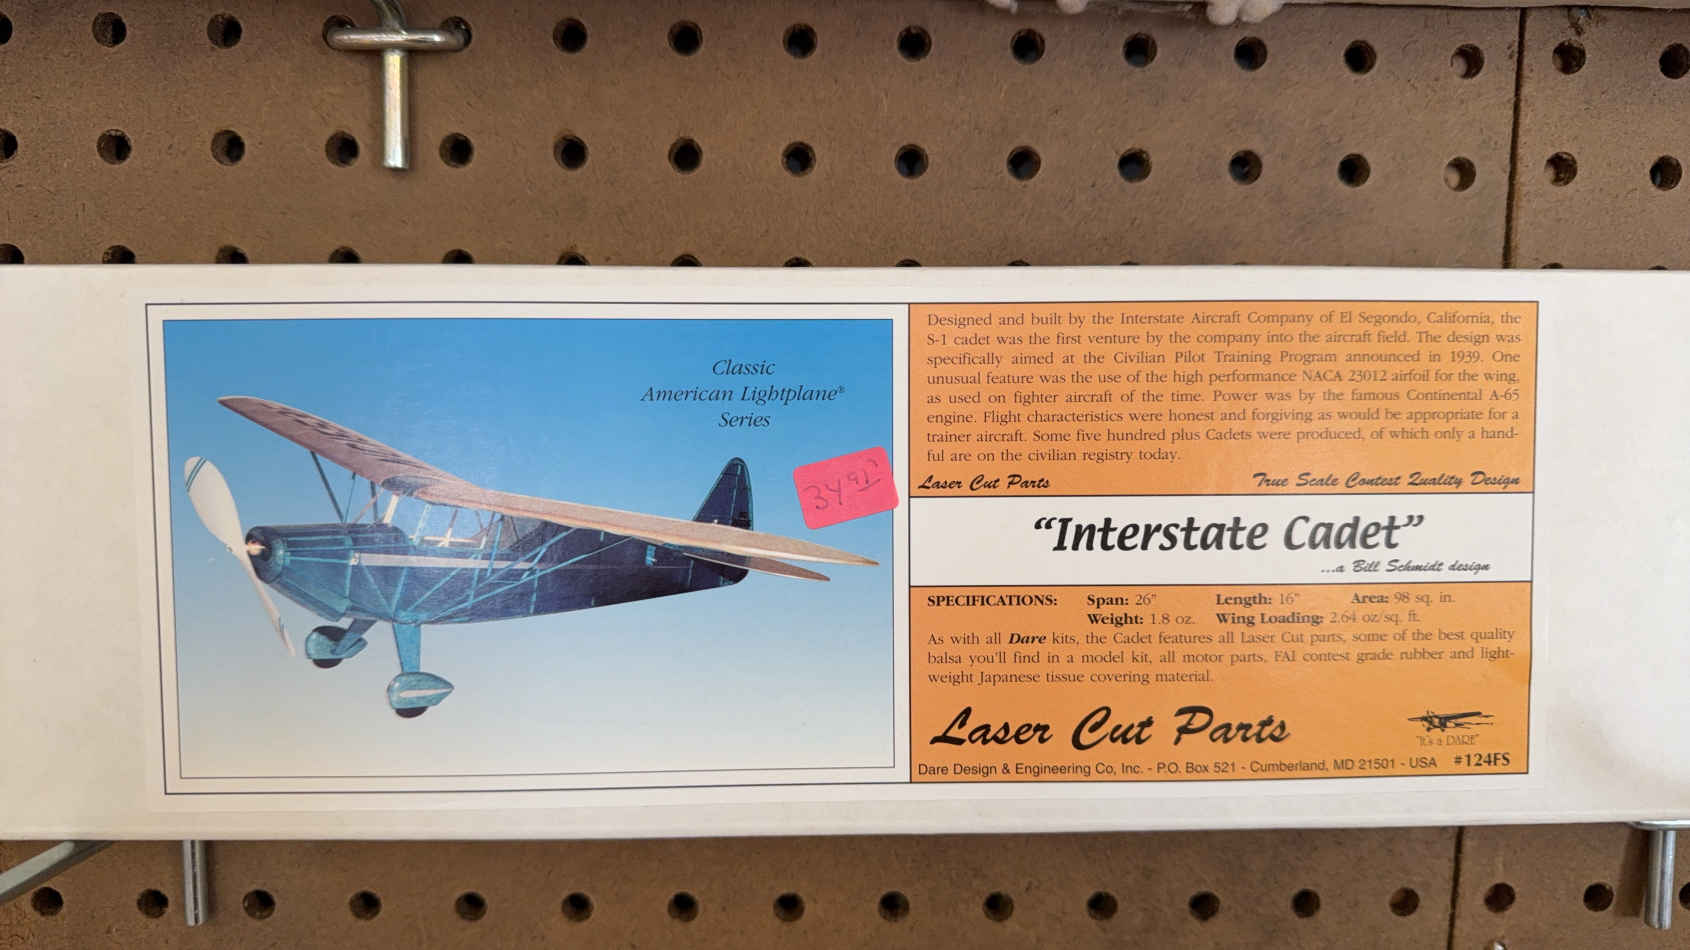 Classic
American Lightplane®
Series
34
Designed and built by the Interstate Aircraft Company of El Segondo, California, the
S-1 cadet was the first venture by the company into the aircraft field. The design was
specifically aimed at the Civilian Pilot Training Program announced in 1939. One
unusual feature was the use of the high performance NACA 23012 airfoil for the wing,
as used on fighter aircraft of the time. Power was by the famous Continental A-65
engine. Flight characteristics were honest and forgiving as would be appropriate for a
trainer aircraft. Some five hundred plus Cadets were produced, of which only a hand-
ful are on the civilian registry today.
Laser Cut Parts True Scale Contest Quality Design
“Interstate Cadet”
...a Bill Schmidt design
SPECIFICATIONS: Span: 26" Length: 16" Area: 98 sq. in.
Weight: 1.8 oz. Wing Loading: 2.64 oz/sq. ft.
As with all Dare kits, the Cadet features all Laser Cut parts, some of the best quality
balsa you'll find in a model kit, all motor parts, FAI contest grade rubber and light-
weight Japanese tissue covering material.
Laser Cut Parts
"It's a DARE"
Dare Design & Engineering Co, Inc. - P.O. Box 521 - Cumberland, MD 21501 - USA #124FS